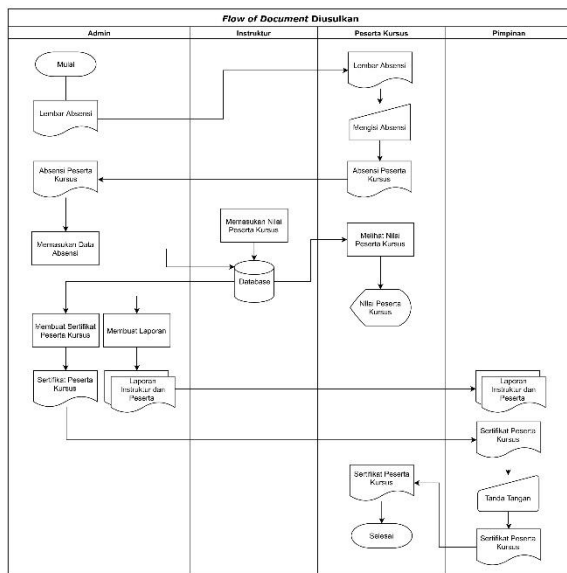 Flow of Document Diusulkan
Admin
Instruktur
Peserta Kursus
Pimpinan
Mulai
Lembar Absensi
Lembar Absensi
Mengisi Absensi
Absensi Peserta
Kursus
Absensi Peserta
Kursus
Memasukan Data
Absensi
Memasukan Nilai
Peserta Kursus
Melihat Nilai
Peserta Kursus
Database
Nilai Peserta
Kursus
Membuat Sertifikat
Peserta Kursus
Membuat Laporan
Sertifikat Peserta
Kursus
Laporan
Instruktur dan
Peserta
Laporan
Instruktur dan
Peserta
Sertifikat Peserta
Kursus
Sertifikat Peserta
Kursus
Tanda Tangan
Selesai
Sertifikat Peserta
Kursus